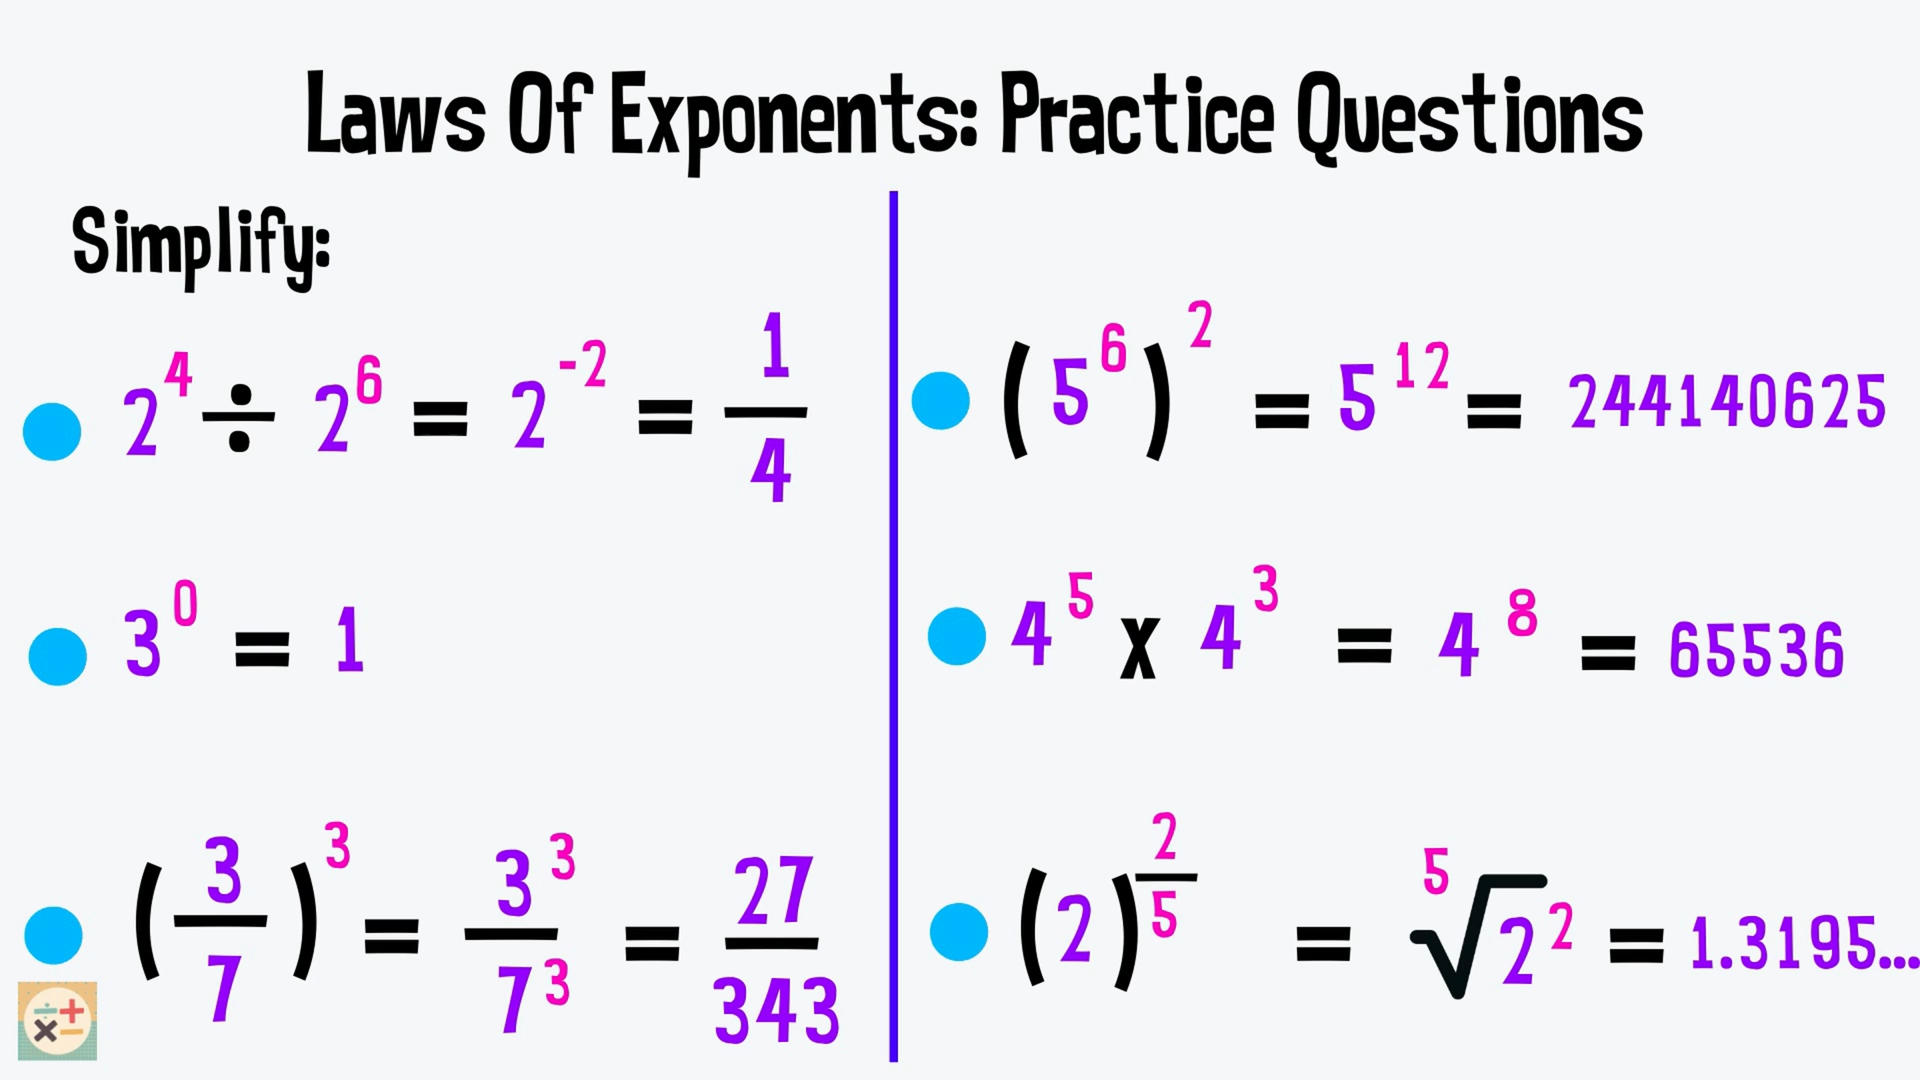 Laws Of Exponents: Practice Questions
Simplify:
2⁴ ÷ 2⁶ = 2⁻² = 1/4
3⁰ = 1
(3/7)³ = 3³/7³ = 27/343
(5⁶)² = 5¹² = 244140625
4⁵ x 4³ = 4⁸ = 65536
(2)^(2/5) = ⁵√2² = 1.3195...